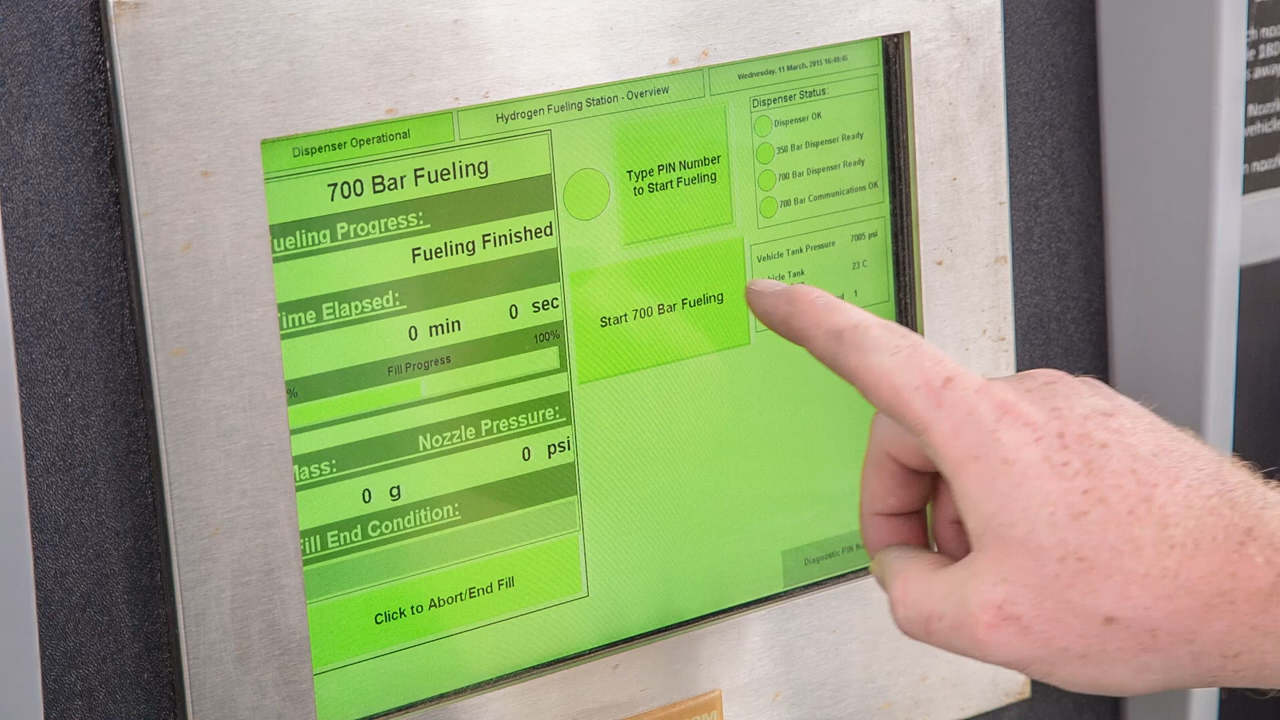 Dispenser Operational
Hydrogen Fueling Station - Overview
Wednesday, 11 March, 2015 16:49:45
700 Bar Fueling
ueling Progress:
Fueling Finished
ime Elapsed:
0 min 0 sec
100%
%
Fill Progress
Nozzle Pressure:
Mass:
0 psi
0 g
Fill End Condition:
Click to Abort/End Fill
Type PIN Number
to Start Fueling
Start 700 Bar Fueling
Dispenser Status:
Dispenser OK
350 Bar Dispenser Ready
700 Bar Dispenser Ready
700 Bar Communications OK
Vehicle Tank Pressure 7005 psi
hicle Tank 23 C
1
Diagnostic PIN